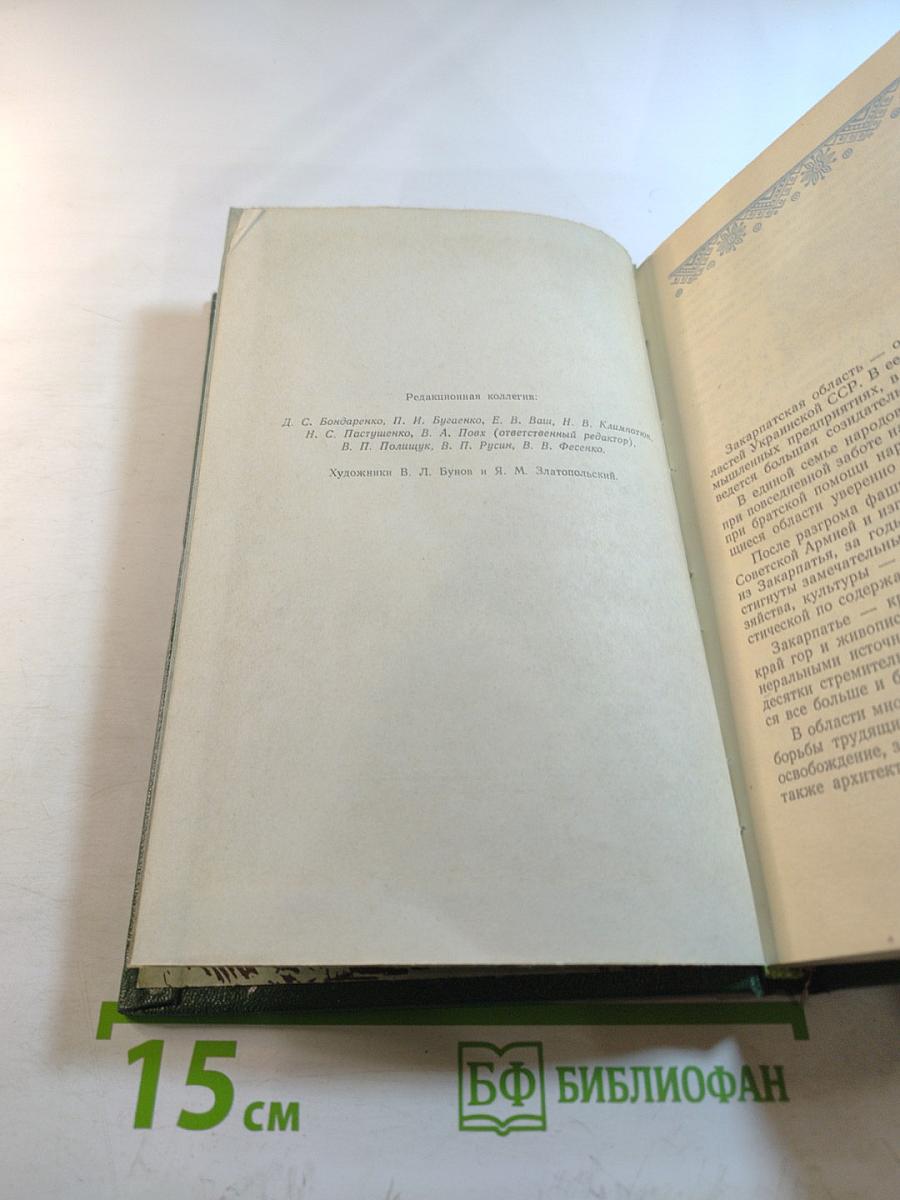 Редакционная коллегия:
Д. С. Бондаренко, П. И. Бугаенко, Е. В. Ваш, Н. В. Климпотюк,
Н. С. Пастушенко, В. А. Повх (ответственный редактор),
В. П. Полищук, В. П. Русин, В. В. Фесенко.
Художники В. Л. Бунов и Я. М. Златопольский.
Закарпатская область — о
ластей Украинской ССР. В ее
мышленных предприятиях, в
ведется большая созидатель
В единой семье народов
при повседневной заботе
при братской помощи нар
щиеся области уверенно
После разгрома фаш
Советской Армией и изг
из Закарпатья, за годы
стигнуты замечательны
зяйства, культуры —
стической по содержа
Закарпатье — кр
край гор и живопис
неральными источн
десятки стремитель
ся все больше и б
В области мно
борьбы трудящи
освобождение, з
также архитект
15 см
БФ БИБЛИОФАН